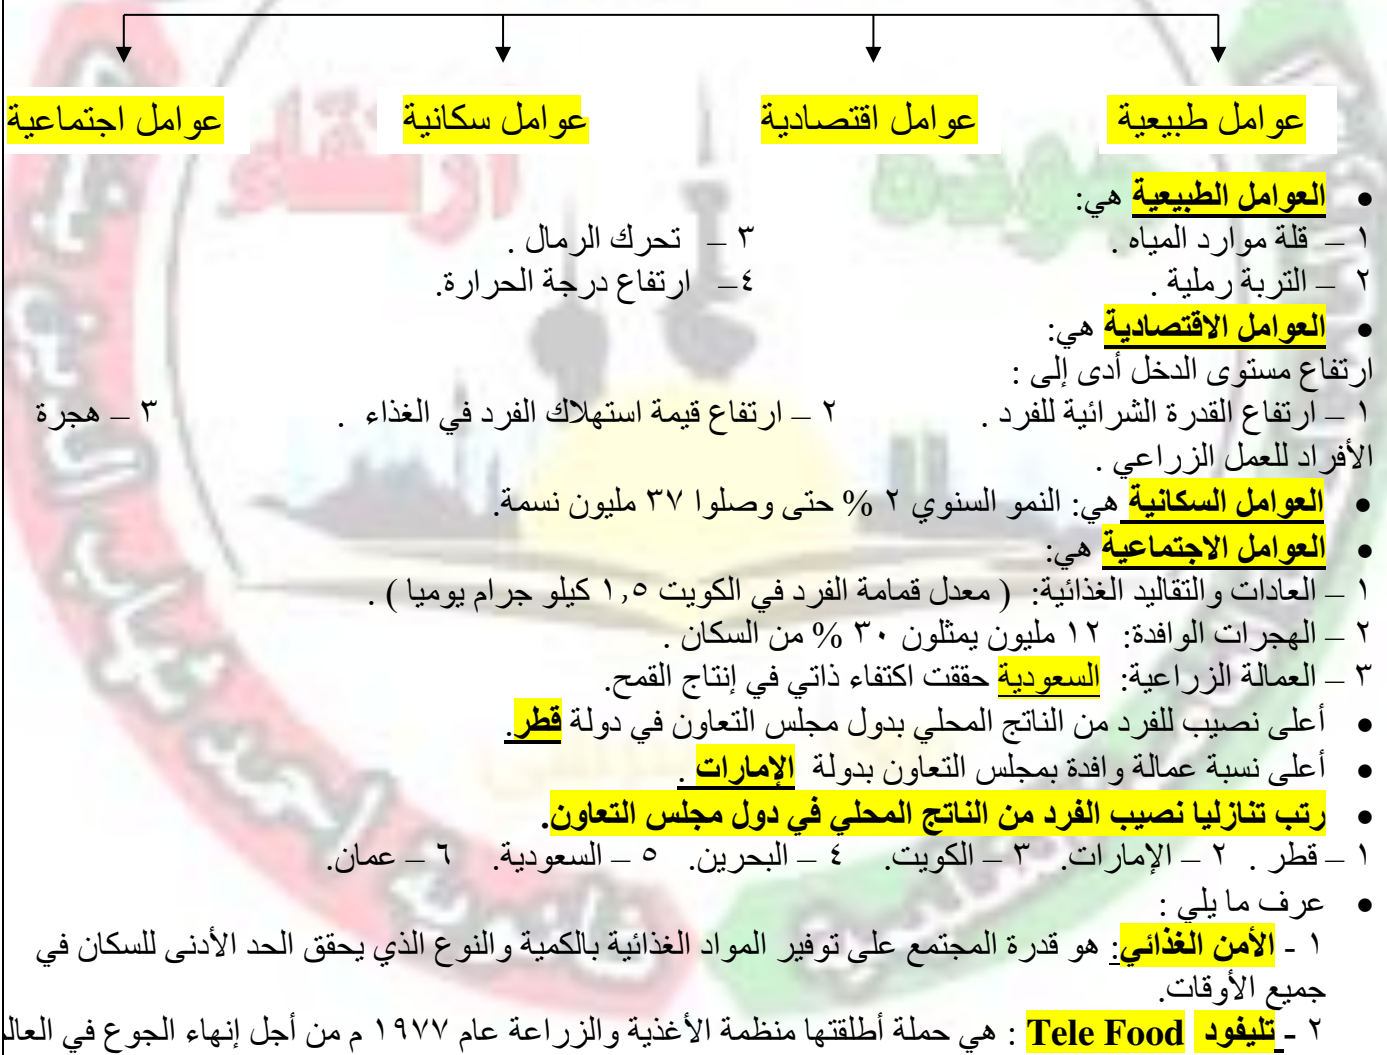 عوامل طبيعية عوامل اقتصادية عوامل سكانية عوامل اجتماعية
• العوامل الطبيعية هي:
١ – قلة موارد المياه . ٣ – تحرك الرمال .
٢ – التربة رملية . ٤– ارتفاع درجة الحرارة.
• العوامل الاقتصادية هي:
ارتفاع مستوى الدخل أدى إلى :
١ – ارتفاع القدرة الشرائية للفرد . ٢ – ارتفاع قيمة استهلاك الفرد في الغذاء . ٣ – هجرة
الأفراد للعمل الزراعي .
• العوامل السكانية هي: النمو السنوي ٢ % حتى وصلوا ٣٧ مليون نسمة.
• العوامل الاجتماعية هي:
١ – العادات والتقاليد الغذائية: ( معدل قمامة الفرد في الكويت ١,٥ كيلو جرام يوميا ) .
٢ – الهجرات الوافدة: ١٢ مليون يمثلون ٣٠ % من السكان .
٣ – العمالة الزراعية: السعودية حققت اكتفاء ذاتي في إنتاج القمح.
• أعلى نصيب للفرد من الناتج المحلي بدول مجلس التعاون في دولة قطر.
• أعلى نسبة عمالة وافدة بمجلس التعاون بدولة الإمارات .
• رتب تنازليا نصيب الفرد من الناتج المحلي في دول مجلس التعاون.
١ – قطر . ٢ – الإمارات. ٣ – الكويت. ٤ – البحرين. ٥ – السعودية. ٦ – عمان.
• عرف ما يلي :
١ - الأمن الغذائي: هو قدرة المجتمع على توفير المواد الغذائية بالكمية والنوع الذي يحقق الحد الأدنى للسكان في
جميع الأوقات.
٢ - تليفود Tele Food : هي حملة أطلقتها منظمة الأغذية والزراعة عام ١٩٧٧ م من أجل إنهاء الجوع في العالم